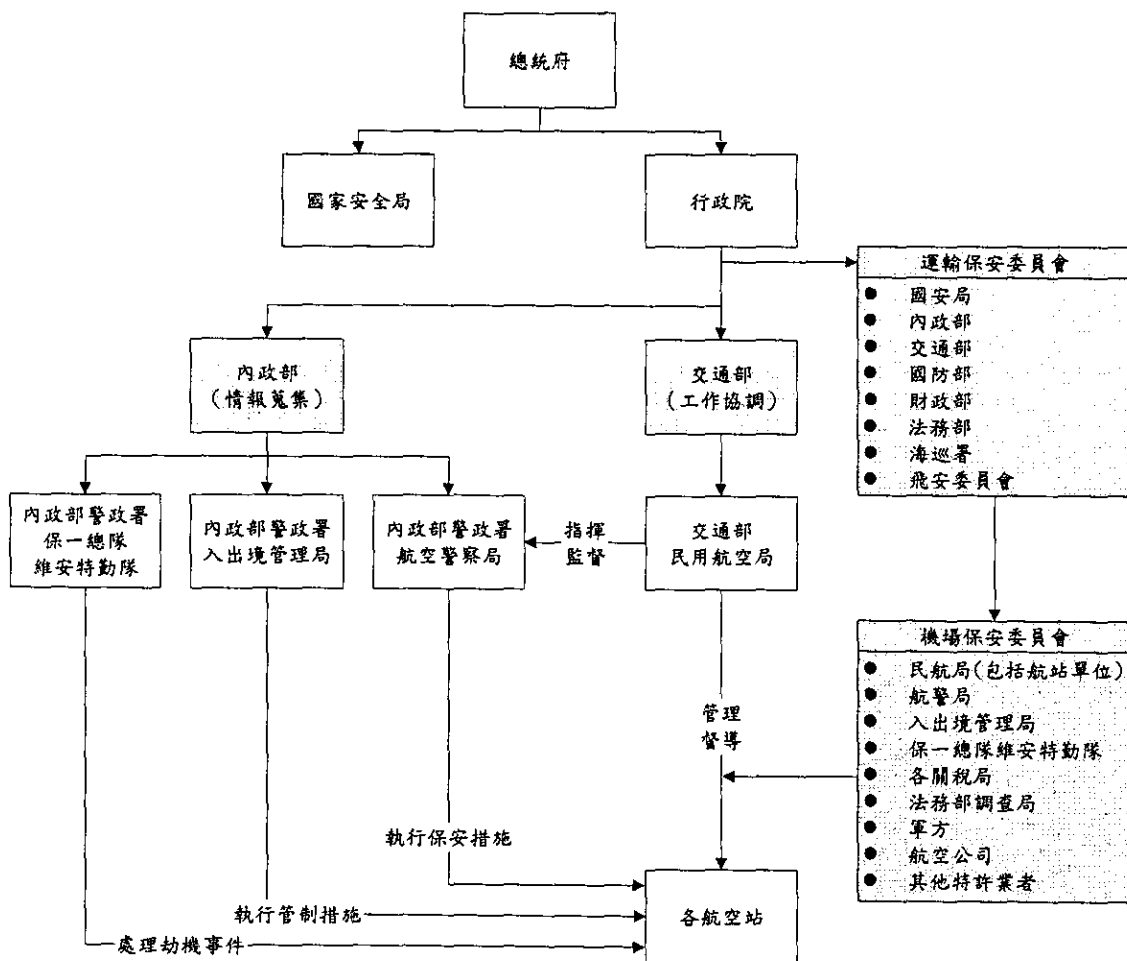 總統府
國家安全局
行政院
運輸保安委員會
● 國安局
● 內政部
● 交通部
● 國防部
● 財政部
● 法務部
● 海巡署
● 飛安委員會
內政部
(情報蒐集)
交通部
(工作協調)
內政部警政署
保一總隊
維安特勤隊
內政部警政署
入出境管理局
內政部警政署
航空警察局
指揮
監督
交通部
民用航空局
機場保安委員會
● 民航局(包括航站單位)
● 航警局
● 入出境管理局
● 保一總隊維安特勤隊
● 各關稅局
● 法務部調查局
● 軍方
● 航空公司
● 其他特許業者
管理
督導
執行保安措施
執行管制措施
處理劫機事件
各航空站